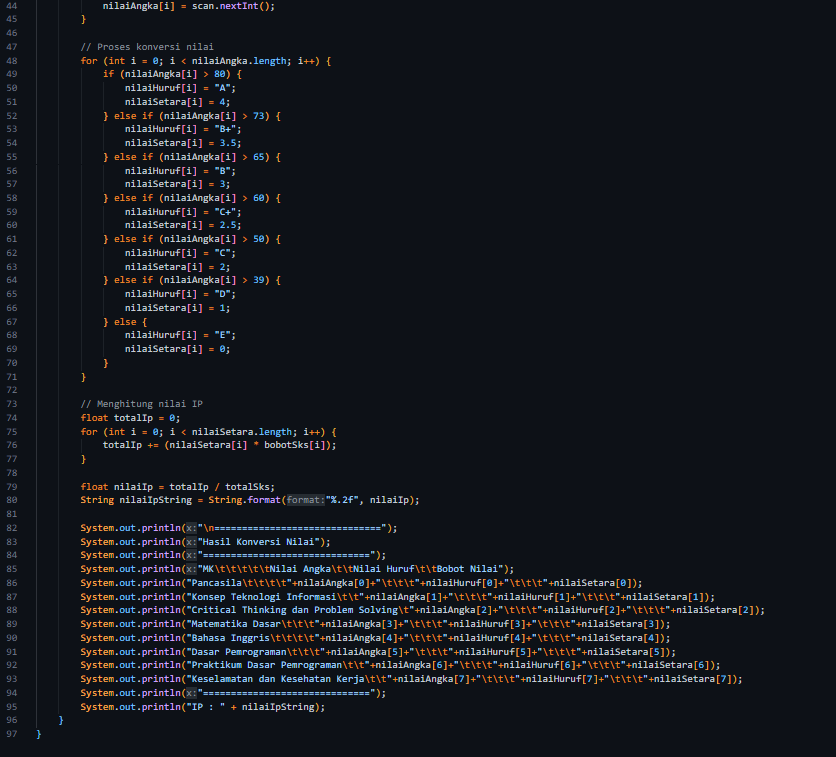 44 nilaiAngka[i] = scan.nextInt();
45 }
46
47 // Proses konversi nilai
48 for (int i = 0; i < nilaiAngka.length; i++) {
49 if (nilaiAngka[i] > 80) {
50 nilaiHuruf[i] = "A";
51 nilaiSetara[i] = 4;
52 } else if (nilaiAngka[i] > 73) {
53 nilaiHuruf[i] = "B+";
54 nilaiSetara[i] = 3.5;
55 } else if (nilaiAngka[i] > 65) {
56 nilaiHuruf[i] = "B";
57 nilaiSetara[i] = 3;
58 } else if (nilaiAngka[i] > 60) {
59 nilaiHuruf[i] = "C+";
60 nilaiSetara[i] = 2.5;
61 } else if (nilaiAngka[i] > 50) {
62 nilaiHuruf[i] = "C";
63 nilaiSetara[i] = 2;
64 } else if (nilaiAngka[i] > 39) {
65 nilaiHuruf[i] = "D";
66 nilaiSetara[i] = 1;
67 } else {
68 nilaiHuruf[i] = "E";
69 nilaiSetara[i] = 0;
70 }
71 }
72
73 // Menghitung nilai IP
74 float totalIp = 0;
75 for (int i = 0; i < nilaiSetara.length; i++) {
76 totalIp += (nilaiSetara[i] * bobotSks[i]);
77 }
78
79 float nilaiIp = totalIp / totalSks;
80 String nilaiIpString = String.format(format:"%.2f", nilaiIp);
81
82 System.out.println(x:"\n==============================");
83 System.out.println(x:"Hasil Konversi Nilai");
84 System.out.println(x:"==============================");
85 System.out.println(x:"MK\t\t\t\t\tNilai Angka\t\tNilai Huruf\t\tBobot Nilai");
86 System.out.println("Pancasila\t\t\t\t"+nilaiAngka[0]+"\t\t\t"+nilaiHuruf[0]+"\t\t\t"+nilaiSetara[0]);
87 System.out.println("Konsep Teknologi Informasi\t\t"+nilaiAngka[1]+"\t\t\t"+nilaiHuruf[1]+"\t\t\t"+nilaiSetara[1]);
88 System.out.println("Critical Thinking dan Problem Solving\t"+nilaiAngka[2]+"\t\t\t"+nilaiHuruf[2]+"\t\t\t"+nilaiSetara[2]);
89 System.out.println("Matematika Dasar\t\t\t"+nilaiAngka[3]+"\t\t\t"+nilaiHuruf[3]+"\t\t\t"+nilaiSetara[3]);
90 System.out.println("Bahasa Inggris\t\t\t\t"+nilaiAngka[4]+"\t\t\t"+nilaiHuruf[4]+"\t\t\t"+nilaiSetara[4]);
91 System.out.println("Dasar Pemrograman\t\t\t"+nilaiAngka[5]+"\t\t\t"+nilaiHuruf[5]+"\t\t\t"+nilaiSetara[5]);
92 System.out.println("Praktikum Dasar Pemrograman\t\t"+nilaiAngka[6]+"\t\t\t"+nilaiHuruf[6]+"\t\t\t"+nilaiSetara[6]);
93 System.out.println("Keselamatan dan Kesehatan Kerja\t\t"+nilaiAngka[7]+"\t\t\t"+nilaiHuruf[7]+"\t\t\t"+nilaiSetara[7]);
94 System.out.println(x:"==============================");
95 System.out.println("IP : " + nilaiIpString);
96 }
97 }